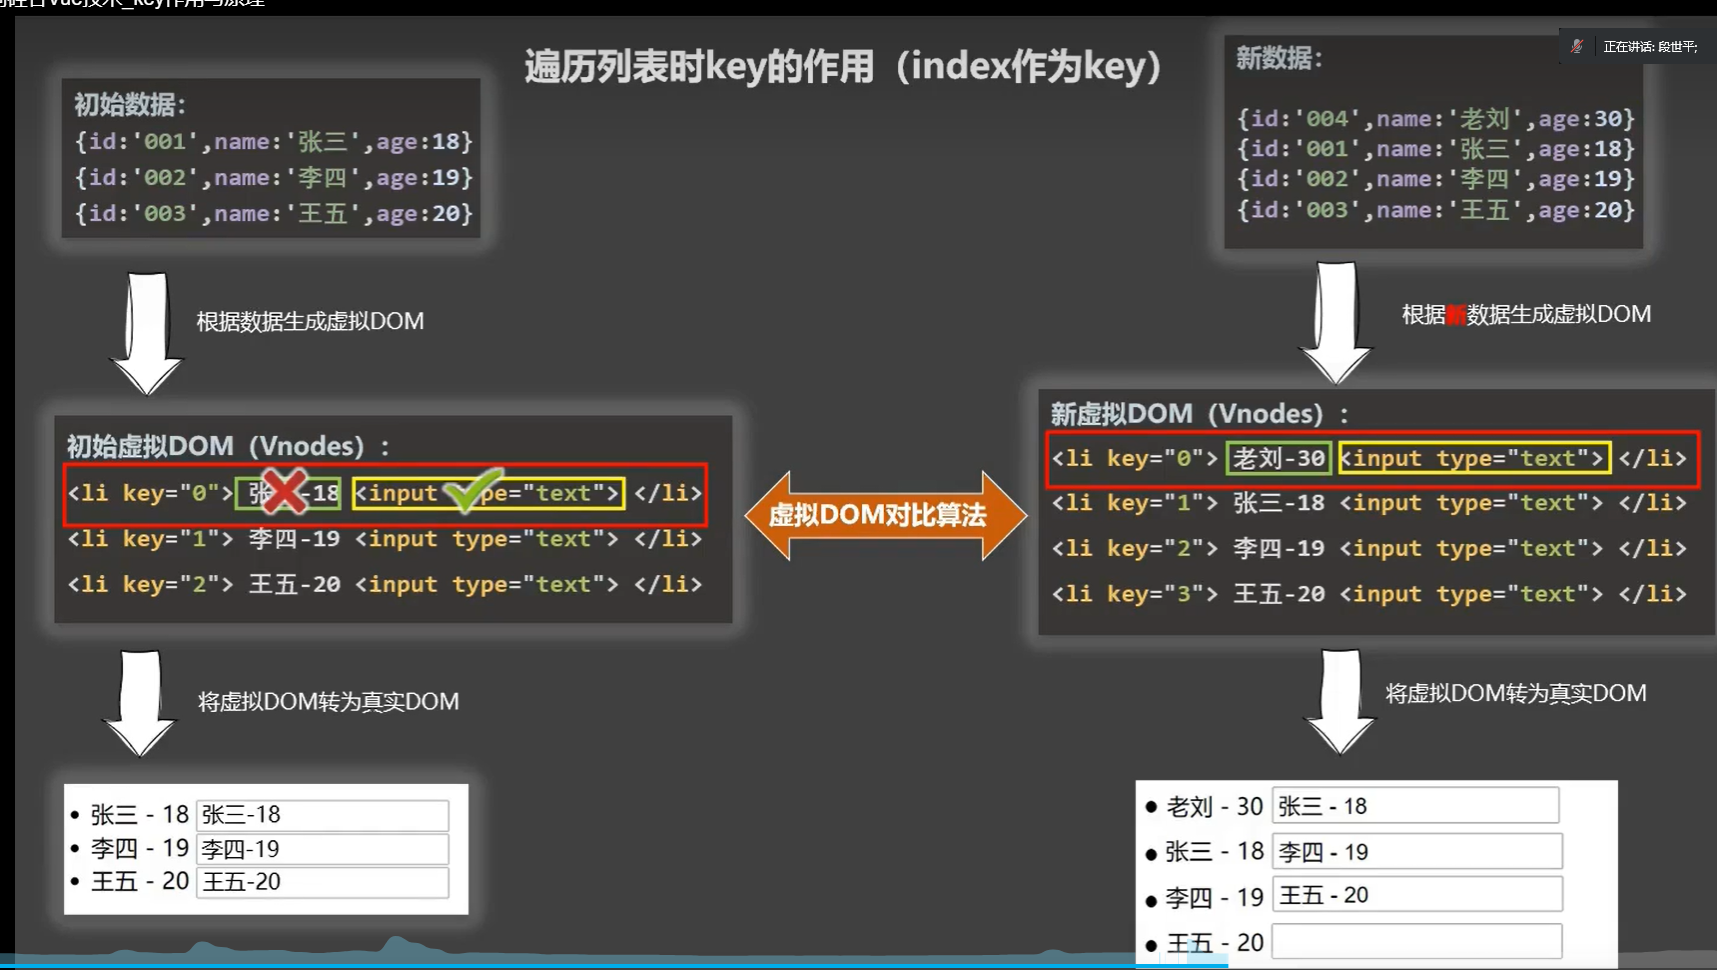 Vue技术_key作用与原理
遍历列表时key的作用（index作为key）
正在讲话: 段世平;
初始数据：
{id:'001',name:'张三',age:18}
{id:'002',name:'李四',age:19}
{id:'003',name:'王五',age:20}
新数据：
{id:'004',name:'老刘',age:30}
{id:'001',name:'张三',age:18}
{id:'002',name:'李四',age:19}
{id:'003',name:'王五',age:20}
根据数据生成虚拟DOM
根据新数据生成虚拟DOM
初始虚拟DOM（Vnodes）：
<li key="0"> 张-18 <input pe="text"> </li>
<li key="1"> 李四-19 <input type="text"> </li>
<li key="2"> 王五-20 <input type="text"> </li>
虚拟DOM对比算法
新虚拟DOM（Vnodes）：
<li key="0"> 老刘-30 <input type="text"> </li>
<li key="1"> 张三-18 <input type="text"> </li>
<li key="2"> 李四-19 <input type="text"> </li>
<li key="3"> 王五-20 <input type="text"> </li>
将虚拟DOM转为真实DOM
将虚拟DOM转为真实DOM
• 张三 - 18 张三-18
• 李四 - 19 李四-19
• 王五 - 20 王五-20
● 老刘 - 30 张三 - 18
● 张三 - 18 李四 - 19
● 李四 - 19 王五 - 20
● 王五 - 20